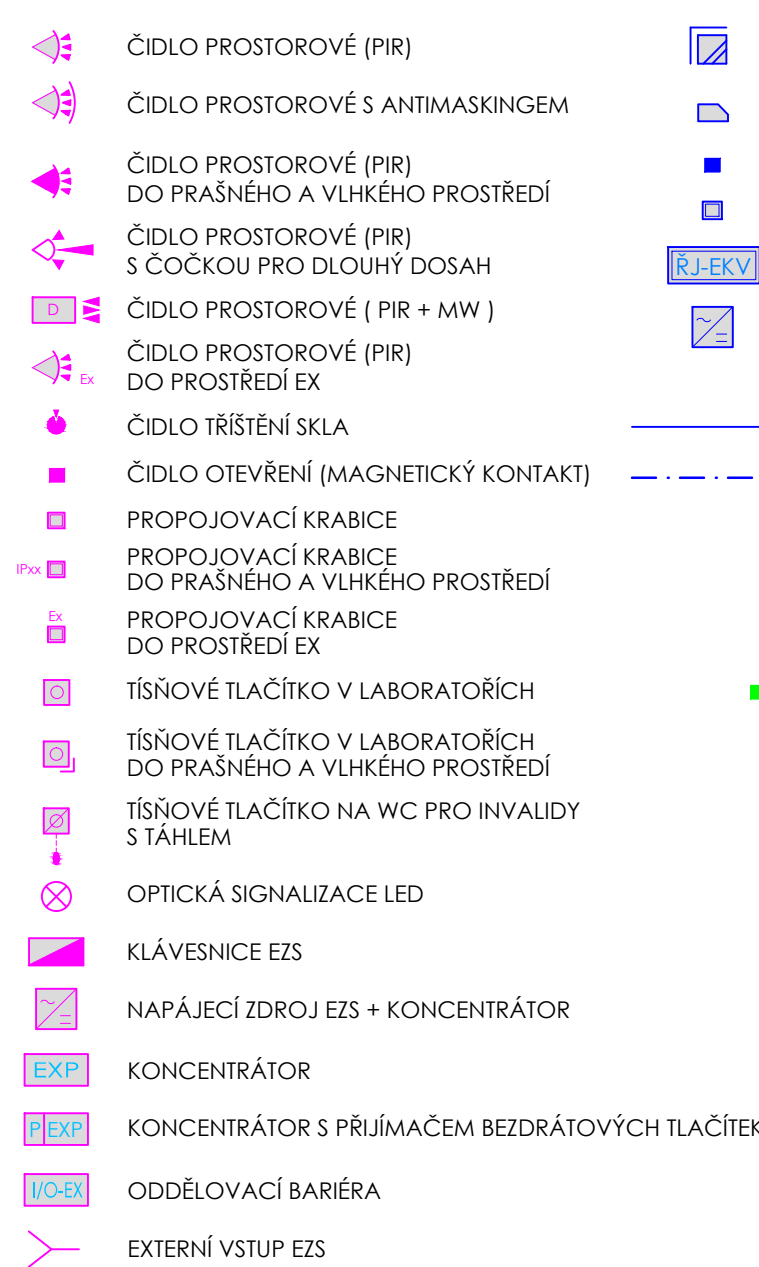 ČIDLO PROSTOROVÉ (PIR)
ČIDLO PROSTOROVÉ S ANTIMASKINGEM
ČIDLO PROSTOROVÉ (PIR)
DO PRAŠNÉHO A VLHKÉHO PROSTŘEDÍ
ČIDLO PROSTOROVÉ (PIR)
S ČOČKOU PRO DLOUHÝ DOSAH
ŘJ-EKV
D
ČIDLO PROSTOROVÉ ( PIR + MW )
ČIDLO PROSTOROVÉ (PIR)
Ex
DO PROSTŘEDÍ EX
ČIDLO TŘÍŠTĚNÍ SKLA
ČIDLO OTEVŘENÍ (MAGNETICKÝ KONTAKT)
PROPOJOVACÍ KRABICE
PROPOJOVACÍ KRABICE
IPxx
DO PRAŠNÉHO A VLHKÉHO PROSTŘEDÍ
Ex
PROPOJOVACÍ KRABICE
DO PROSTŘEDÍ EX
TÍSŇOVÉ TLAČÍTKO V LABORATOŘÍCH
TÍSŇOVÉ TLAČÍTKO V LABORATOŘÍCH
DO PRAŠNÉHO A VLHKÉHO PROSTŘEDÍ
TÍSŇOVÉ TLAČÍTKO NA WC PRO INVALIDY
S TÁHLEM
OPTICKÁ SIGNALIZACE LED
KLÁVESNICE EZS
NAPÁJECÍ ZDROJ EZS + KONCENTRÁTOR
EXP
KONCENTRÁTOR
P EXP
KONCENTRÁTOR S PŘIJÍMAČEM BEZDRÁTOVÝCH TLAČÍTEK
I/O-EX
ODDĚLOVACÍ BARIÉRA
EXTERNÍ VSTUP EZS